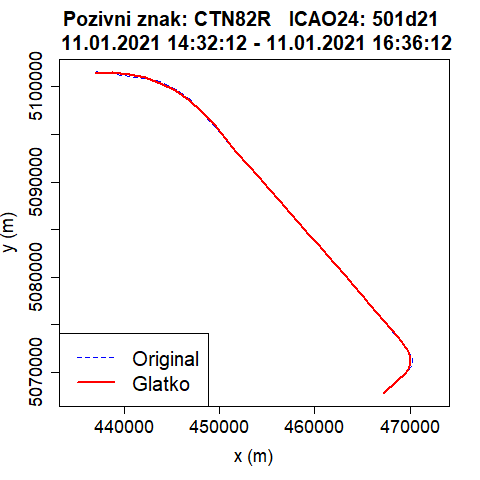 Pozivni znak: CTN82R   ICAO24: 501d21
11.01.2021 14:32:12 - 11.01.2021 16:36:12
5100000
5090000
5080000
5070000
y (m)
Original
Glatko
440000 450000 460000 470000
x (m)